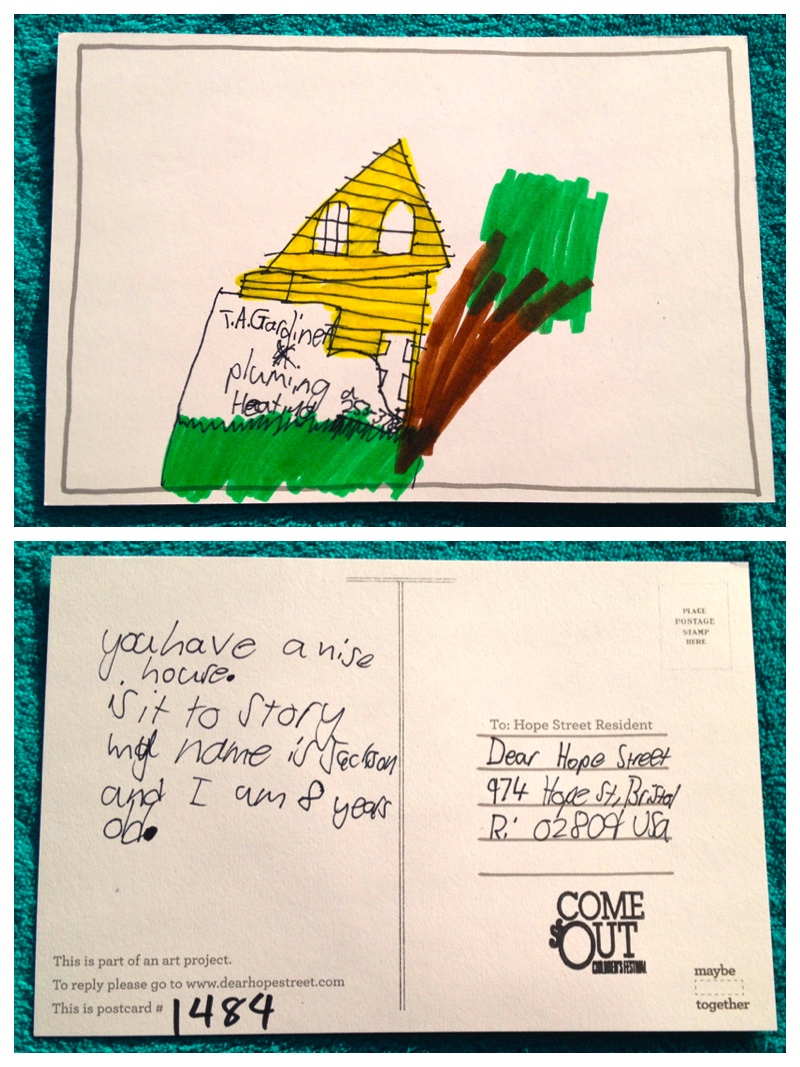 T.A. Gardiner
pluming
Heating
you have a nise
house.
is it to story
my name is Jackson
and I am 8 years
old.
This is part of an art project.
To reply please go to www.dearhopestreet.com
This is postcard # 1484
PLACE
POSTAGE
STAMP
HERE
To: Hope Street Resident
Dear Hope Street
974 Hope St, Bristol
Ri 02809 USA
COME
OUT
CHILDREN'S FESTIVAL
maybe
together